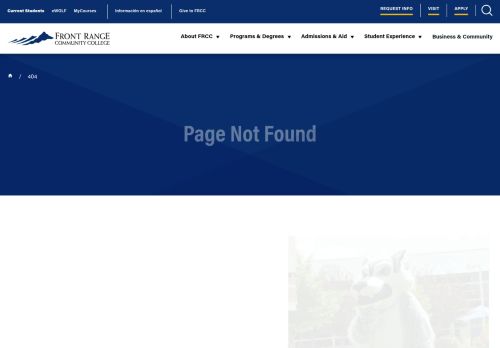 Current Students eWOLF MyCourses Información en español Give to FRCC REQUEST INFO VISIT APPLY
FRONT RANGE
COMMUNITY COLLEGE
About FRCC Programs & Degrees Admissions & Aid Student Experience Business & Community
/ 404
Page Not Found